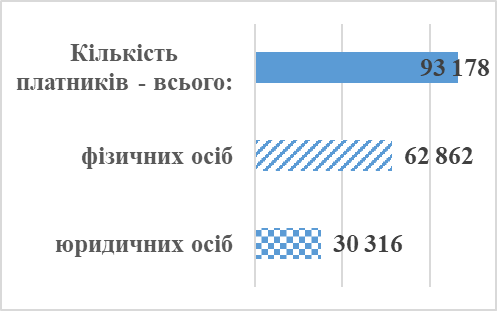 Кількість
платників - всього:
93 178
фізичних осіб
62 862
юридичних осіб
30 316